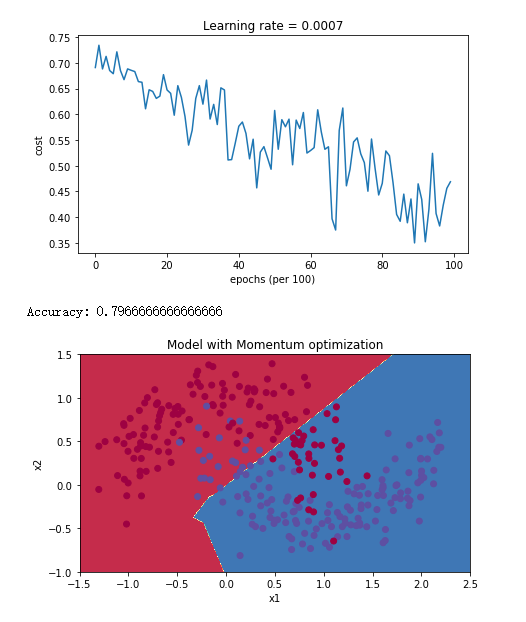 Learning rate = 0.0007
0.75
0.70
0.65
0.60
0.55
0.50
0.45
0.40
0.35
cost
0 20 40 60 80 100
epochs (per 100)
Accuracy: 0.7966666666666666
Model with Momentum optimization
1.5
1.0
0.5
0.0
−0.5
−1.0
x2
−1.5 −1.0 −0.5 0.0 0.5 1.0 1.5 2.0 2.5
x1